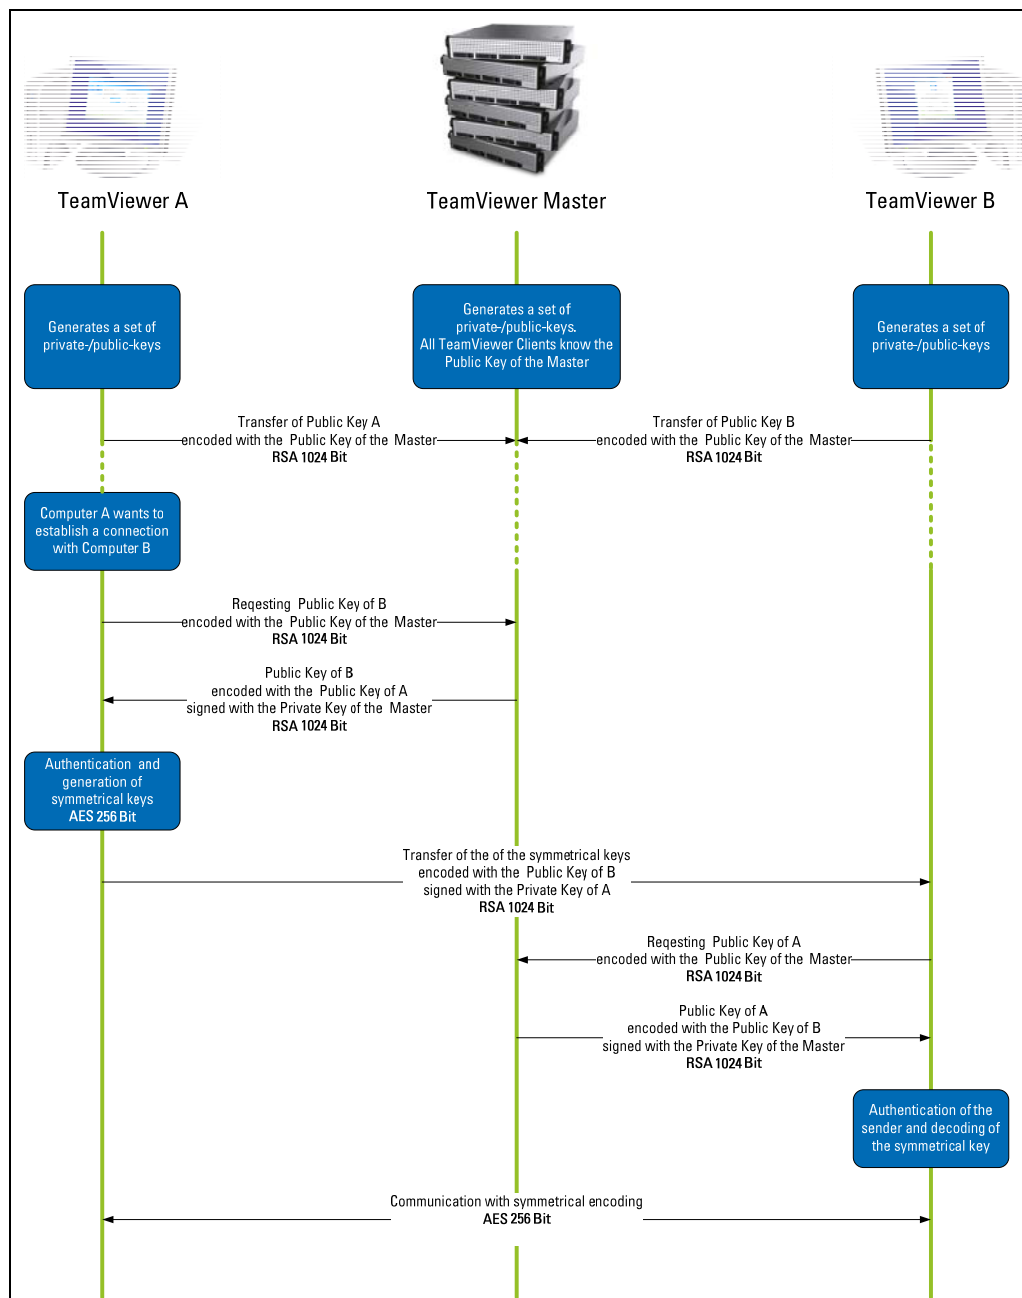 TeamViewer A
TeamViewer Master
TeamViewer B
Generates a set of
private-/public-keys
Generates a set of
private-/public-keys.
All TeamViewer Clients know the
Public Key of the Master
Generates a set of
private-/public-keys
Transfer of Public Key A
encoded with the Public Key of the Master
RSA 1024 Bit
Transfer of Public Key B
encoded with the Public Key of the Master
RSA 1024 Bit
Computer A wants to
establish a connection
with Computer B
Reqesting Public Key of B
encoded with the Public Key of the Master
RSA 1024 Bit
Public Key of B
encoded with the Public Key of A
signed with the Private Key of the Master
RSA 1024 Bit
Authentication and
generation of
symmetrical keys
AES 256 Bit
Transfer of the of the symmetrical keys
encoded with the Public Key of B
signed with the Private Key of A
RSA 1024 Bit
Reqesting Public Key of A
encoded with the Public Key of the Master
RSA 1024 Bit
Public Key of A
encoded with the Public Key of B
signed with the Private Key of the Master
RSA 1024 Bit
Authentication of the
sender and decoding of
the symmetrical key
Communication with symmetrical encoding
AES 256 Bit